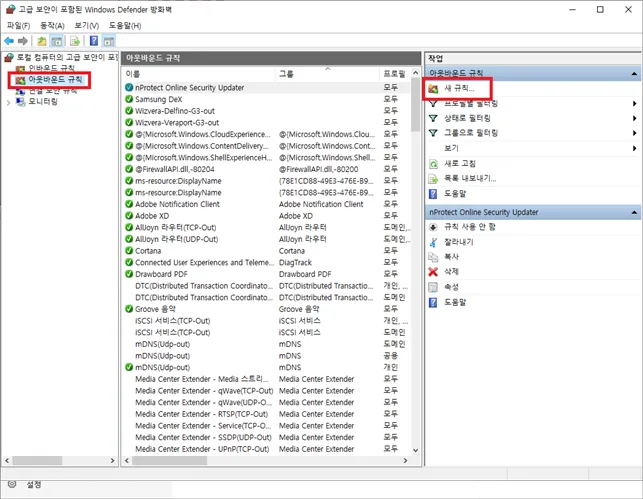 고급 보안이 포함된 Windows Defender 방화벽
파일(F) 동작(A) 보기(V) 도움말(H)
로컬 컴퓨터의 고급 보안이 포함
인바운드 규칙
아웃바운드 규칙
연결 보안 규칙
모니터링
아웃바운드 규칙
이름 그룹 프로필
nProtect Online Security Updater 모두
Samsung DeX 모두
Wizvera-Delfino-G3-out 모두
Wizvera-Veraport-G3-out 모두
@{Microsoft.Windows.CloudExperience... @{Microsoft.Windows.Clou... 모두
@{Microsoft.Windows.ContentDelivery... @{Microsoft.Windows.Cont... 모두
@{Microsoft.Windows.ShellExperienceH... @{Microsoft.Windows.Shell... 모두
@FirewallAPI.dll,-80204 @FirewallAPI.dll,-80200 모두
ms-resource:DisplayName {78E1CD88-49E3-476E-B9... 모두
ms-resource:DisplayName {78E1CD88-49E3-476E-B9... 모두
Adobe Notification Client Adobe Notification Client 모두
Adobe XD Adobe XD 모두
AllJoyn 라우터(TCP-Out) AllJoyn 라우터 도메인,...
AllJoyn 라우터(UDP-Out) AllJoyn 라우터 도메인,...
Cortana Cortana 모두
Connected User Experiences and Teleme... DiagTrack 모두
Drawboard PDF Drawboard PDF 모두
DTC(Distributed Transaction Coordinato... DTC(Distributed Transacti... 개인, ...
DTC(Distributed Transaction Coordinato... DTC(Distributed Transacti... 도메인
Groove 음악 Groove 음악 모두
iSCSI 서비스(TCP-Out) iSCSI 서비스 개인, ...
iSCSI 서비스(TCP-Out) iSCSI 서비스 도메인
mDNS(Udp-out) mDNS 도메인
mDNS(Udp-out) mDNS 공용
mDNS(Udp-out) mDNS 개인
Media Center Extender - Media 스트리... Media Center Extender 모두
Media Center Extender - qWave(TCP-Out) Media Center Extender 모두
Media Center Extender - qWave(UDP-O... Media Center Extender 모두
Media Center Extender - RTSP(TCP-Out) Media Center Extender 모두
Media Center Extender - Service(TCP-O... Media Center Extender 모두
Media Center Extender - SSDP(UDP-Out) Media Center Extender 모두
Media Center Extender - UPnP(TCP-Out) Media Center Extender 모두
작업
아웃바운드 규칙
새 규칙...
프로필별 필터링
상태로 필터링
그룹으로 필터링
보기
새로 고침
목록 내보내기...
도움말
nProtect Online Security Updater
규칙 사용 안 함
잘라내기
복사
삭제
속성
도움말
설정